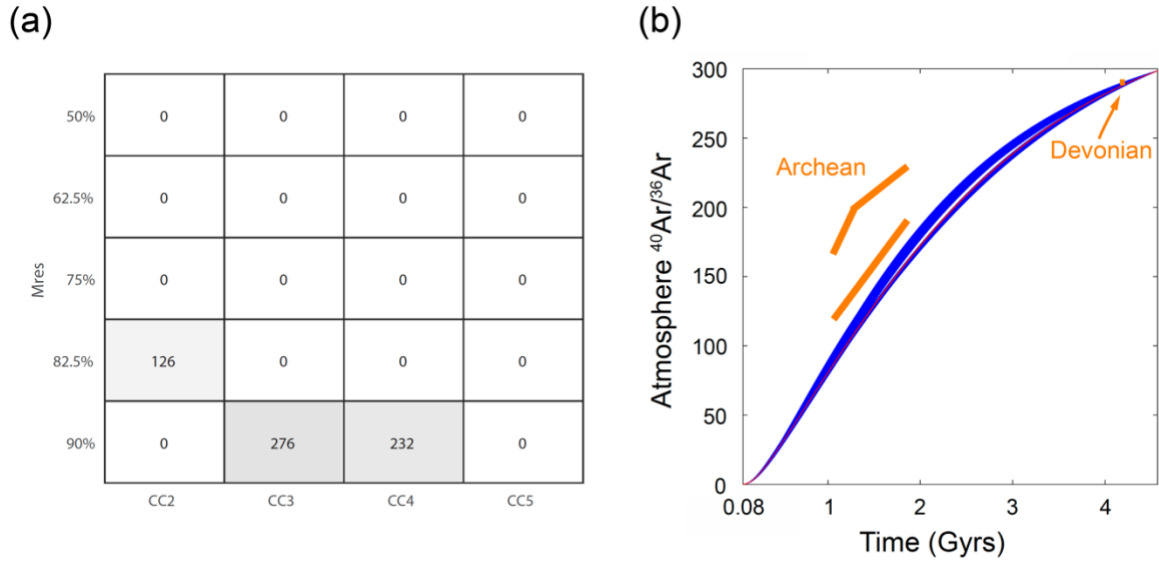 (a)
50% 0 0 0 0
62.5% 0 0 0 0
Mres
75% 0 0 0 0
82.5% 126 0 0 0
90% 0 276 232 0
CC2 CC3 CC4 CC5
(b)
Atmosphere ⁴⁰Ar/³⁶Ar
300
250
200
150
100
50
0
Archean
Devonian
0.08 1 2 3 4
Time (Gyrs)